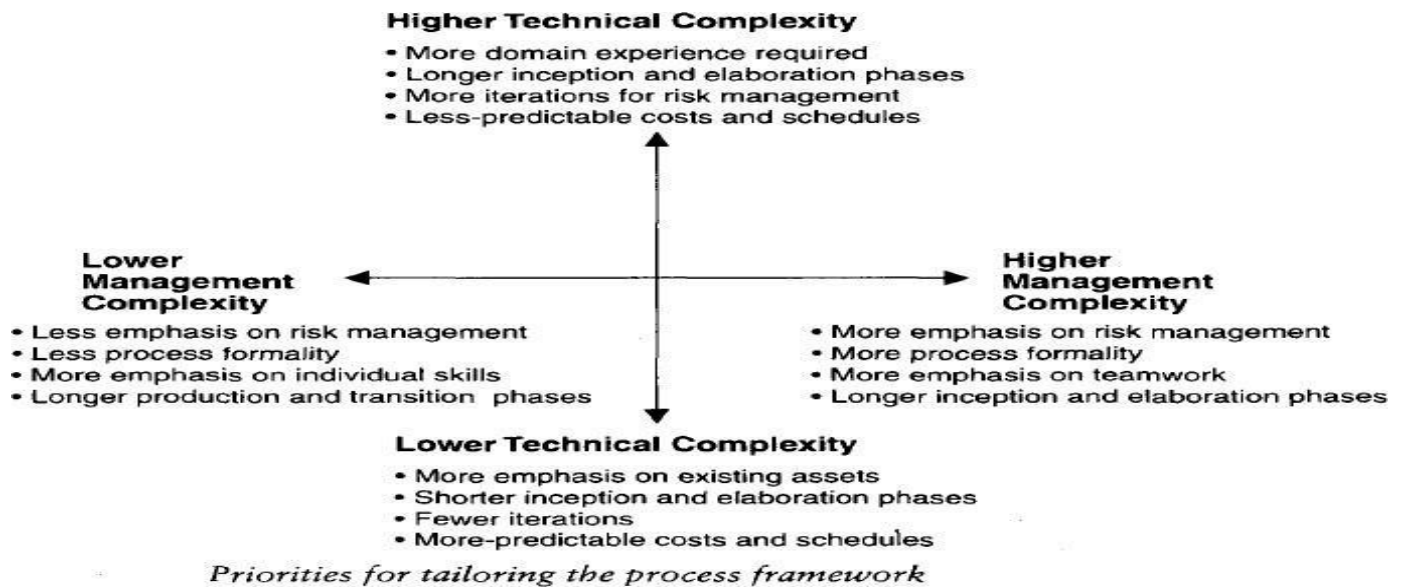 Higher Technical Complexity
• More domain experience required
• Longer inception and elaboration phases
• More iterations for risk management
• Less-predictable costs and schedules
Lower
Management
Complexity
• Less emphasis on risk management
• Less process formality
• More emphasis on individual skills
• Longer production and transition phases
Higher
Management
Complexity
• More emphasis on risk management
• More process formality
• More emphasis on teamwork
• Longer inception and elaboration phases
Lower Technical Complexity
• More emphasis on existing assets
• Shorter inception and elaboration phases
• Fewer iterations
• More-predictable costs and schedules
Priorities for tailoring the process framework